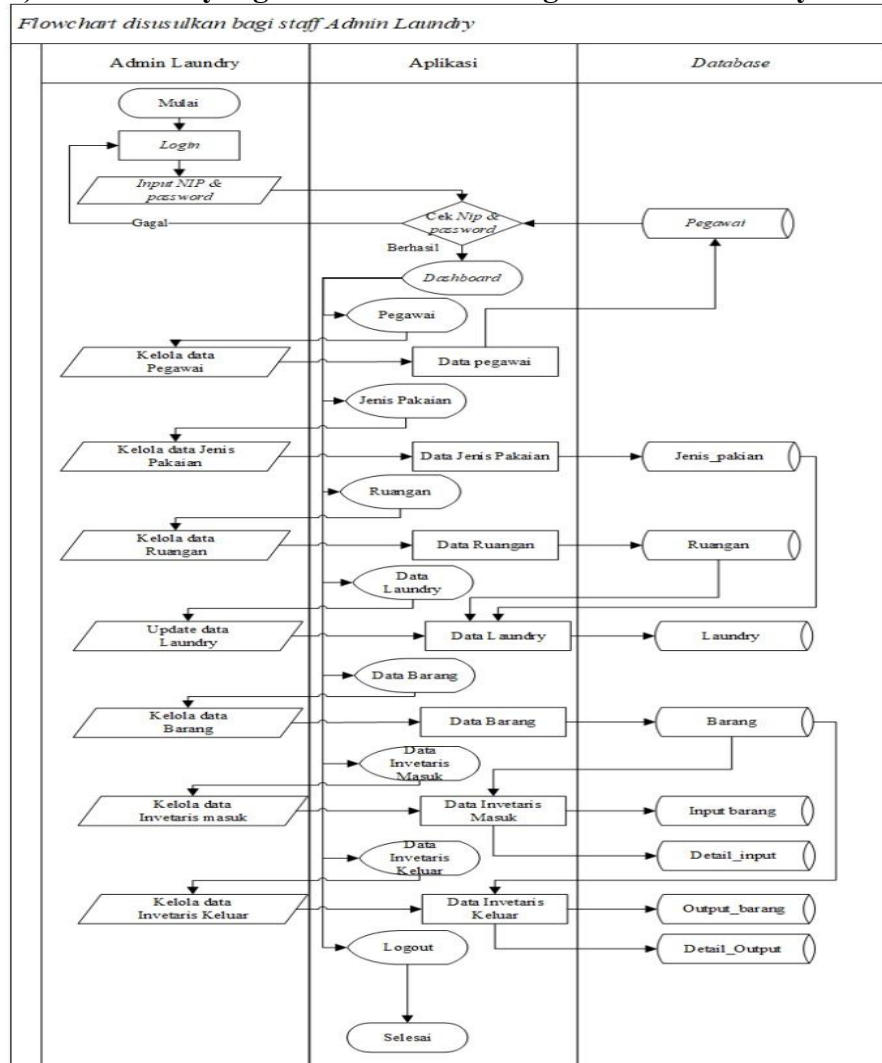 Flowchart disusulkan bagi staff Admin Laundry
Admin Laundry
Aplikasi
Database
Mulai
Login
Input NIP &
password
Gagal
Cek Nip &
password
Pegawai
Berhasil
Dashboard
Pegawai
Kelola data
Pegawai
Data pegawai
Jenis Pakaian
Kelola data Jenis
Pakaian
Data Jenis Pakaian
Jenis_pakian
Ruangan
Kelola data
Ruangan
Data Ruangan
Ruangan
Data
Laundry
Update data
Laundry
Data Laundry
Laundry
Data Barang
Kelola data
Barang
Data Barang
Barang
Data
Invetaris
Masuk
Kelola data
Invetaris masuk
Data Invetaris
Masuk
Input barang
Detail_input
Data
Invetaris
Keluar
Kelola data
Invetaris Keluar
Data Invetaris
Keluar
Output_barang
Detail_Output
Logout
Selesai